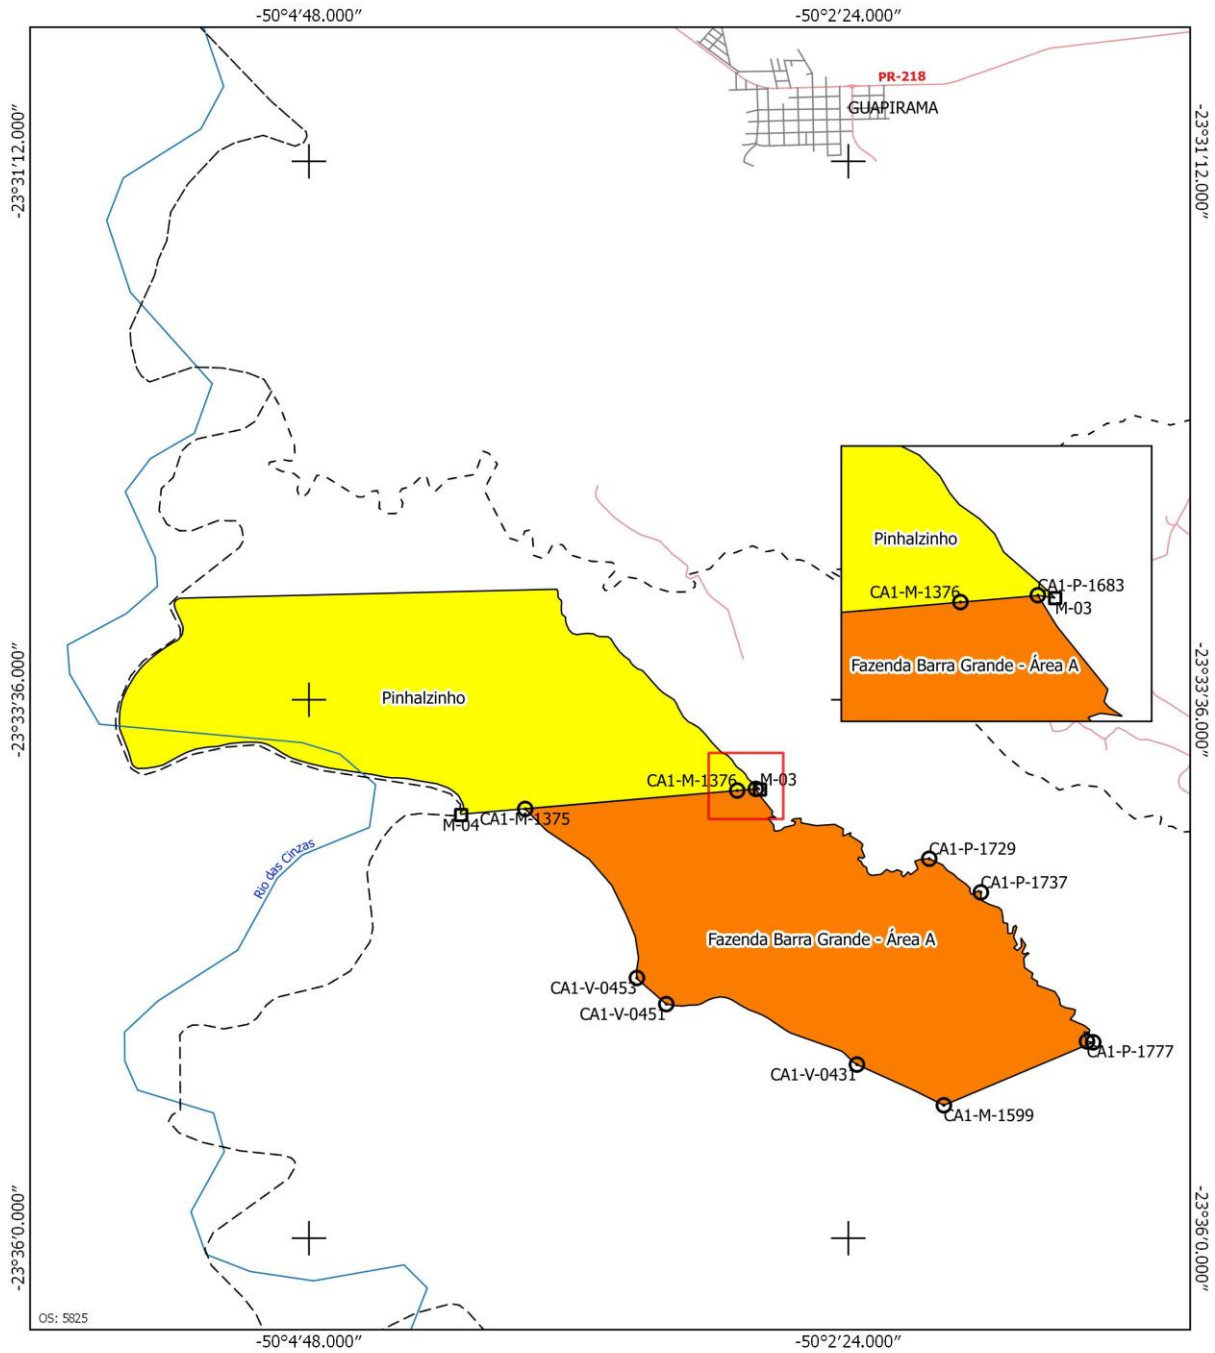 -50°4'48.000" -50°2'24.000"
PR-218
GUAPIRAMA
-23°31'12.000" -23°31'12.000"
Pinhalzinho
CA1-M-1376
CA1-P-1683
M-03
Fazenda Barra Grande - Área A
-23°33'36.000" -23°33'36.000"
Pinhalzinho
CA1-M-1376
M-03
M-04
CA1-M-1375
CA1-P-1729
Rio das Cinzas
CA1-P-1737
Fazenda Barra Grande - Área A
CA1-V-0453
CA1-V-0451
CA1-P-1777
CA1-V-0431
CA1-M-1599
-23°36'0.000" -23°36'0.000"
OS: 5825
-50°4'48.000" -50°2'24.000"